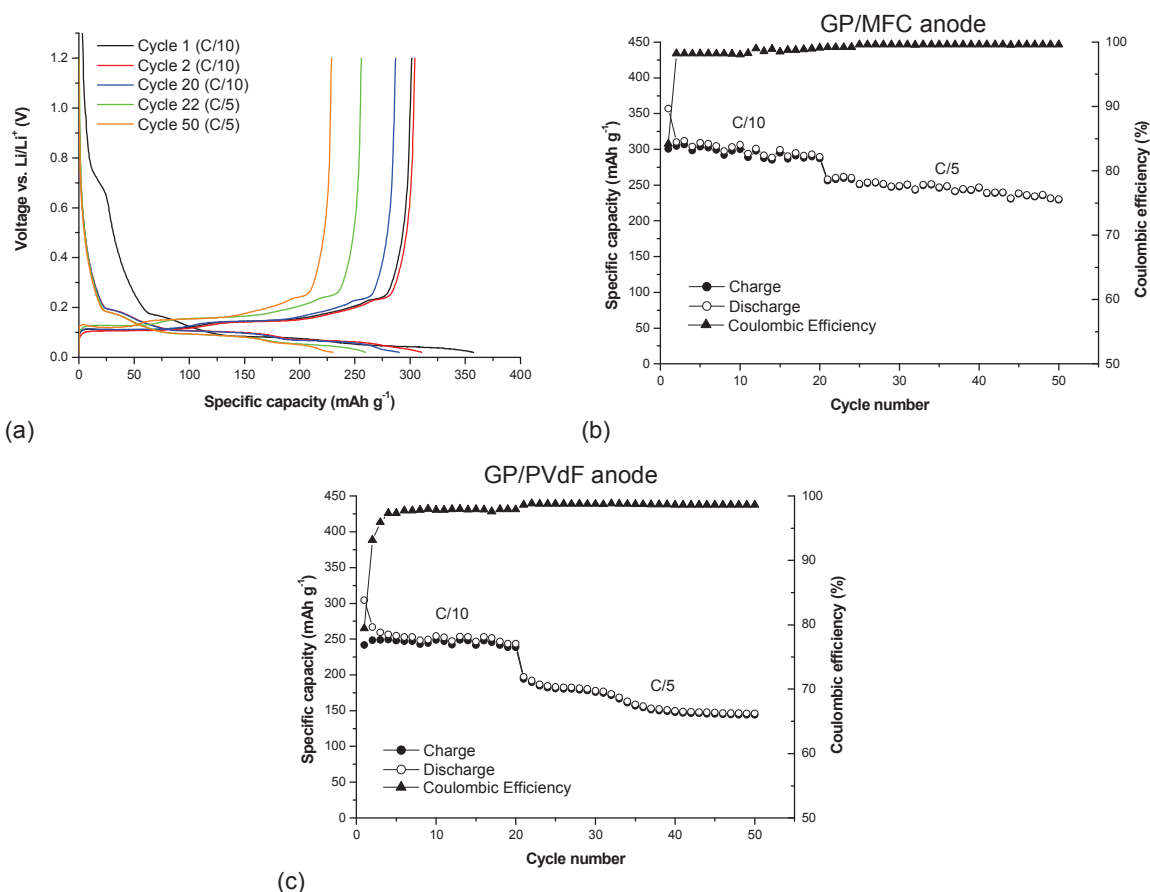 Cycle 1 (C/10)
Cycle 2 (C/10)
Cycle 20 (C/10)
Cycle 22 (C/5)
Cycle 50 (C/5)
1.2
1.0
0.8
0.6
0.4
0.2
0.0
Voltage vs. Li/Li⁺ (V)
0 50 100 150 200 250 300 350 400
Specific capacity (mAh g⁻¹)
(a)
GP/MFC anode
450
400
350
300
250
200
150
100
50
0
Specific capacity (mAh g⁻¹)
C/10
C/5
Charge
Discharge
Coulombic Efficiency
100
90
80
70
60
50
Coulombic efficiency (%)
0 10 20 30 40 50
Cycle number
(b)
GP/PVdF anode
450
400
350
300
250
200
150
100
50
0
Specific capacity (mAh g⁻¹)
C/10
C/5
Charge
Discharge
Coulombic Efficiency
100
90
80
70
60
50
Coulombic efficiency (%)
0 10 20 30 40 50
Cycle number
(c)